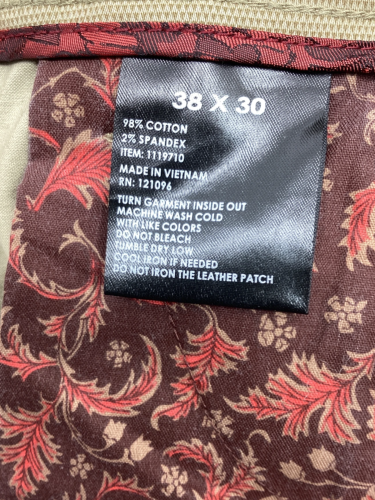 38 X 30
98% COTTON
2% SPANDEX
ITEM: 1119710
MADE IN VIETNAM
RN: 121096
TURN GARMENT INSIDE OUT
MACHINE WASH COLD
WITH LIKE COLORS
DO NOT BLEACH
TUMBLE DRY LOW
COOL IRON IF NEEDED
DO NOT IRON THE LEATHER PATCH